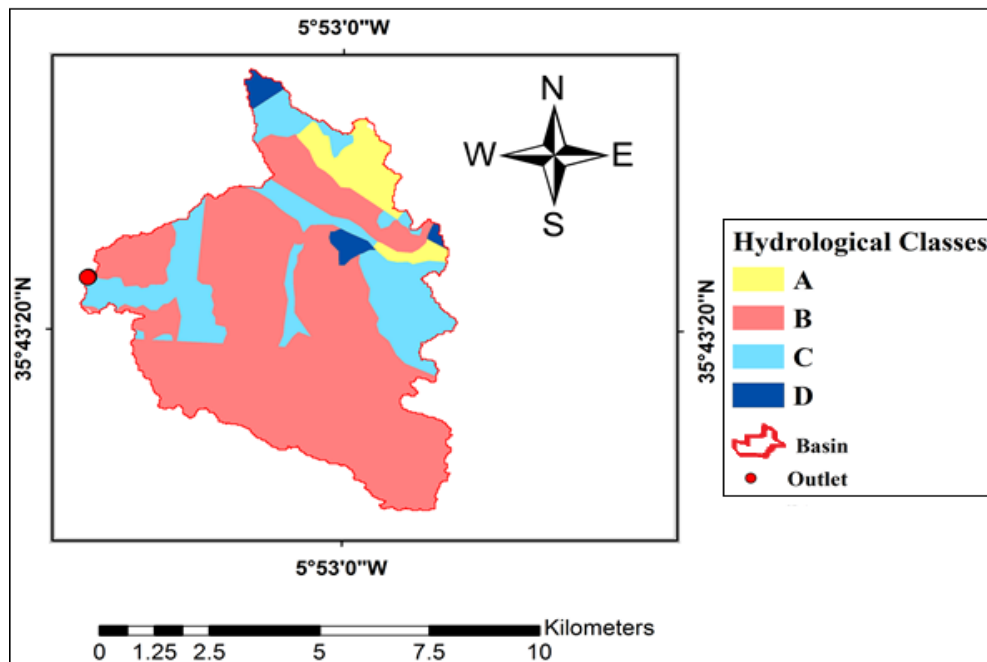 5°53'0"W
N
W E
S
35°43'20"N
35°43'20"N
Hydrological Classes
A
B
C
D
Basin
Outlet
5°53'0"W
Kilometers
0 1.25 2.5 5 7.5 10